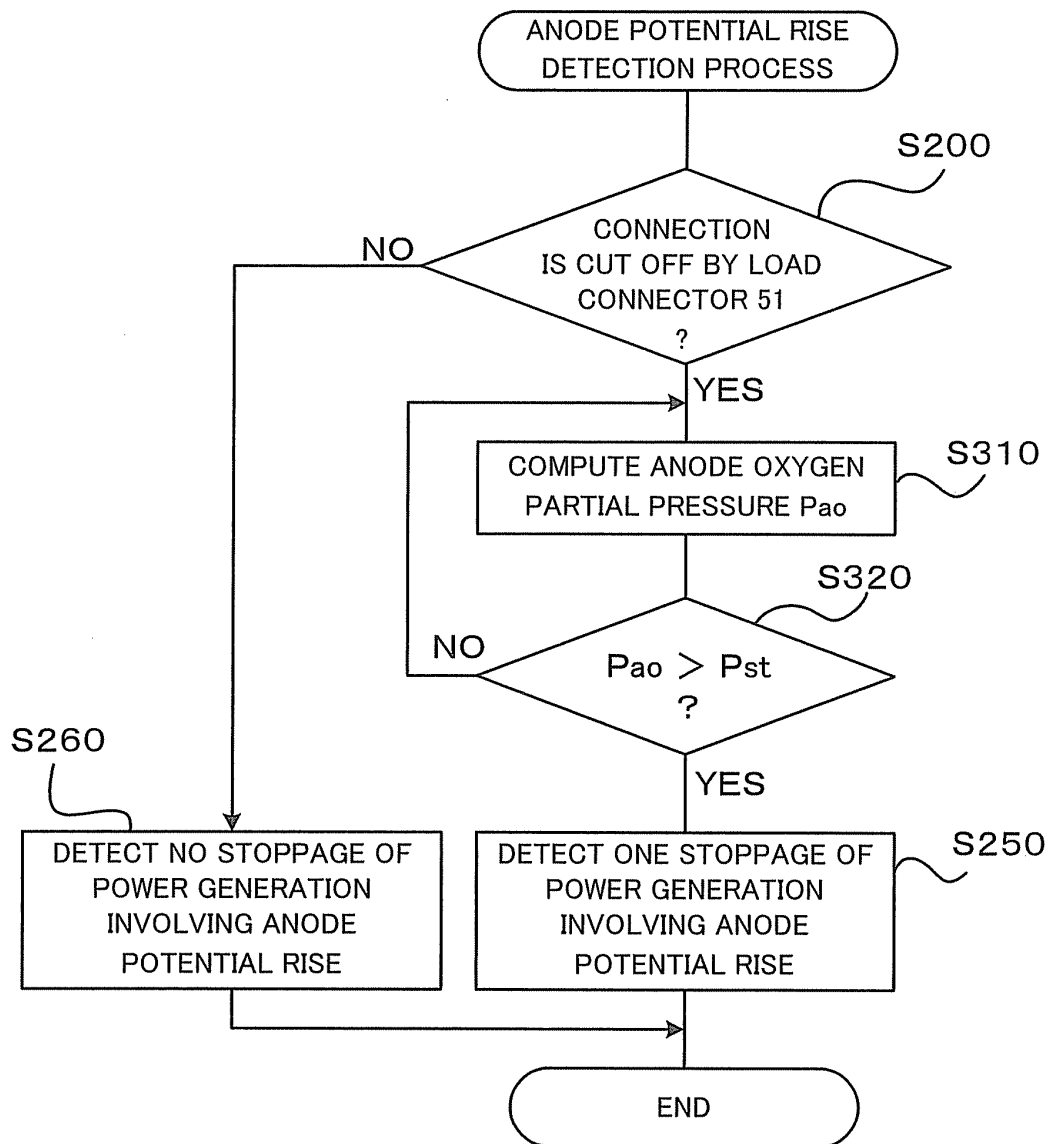 ANODE POTENTIAL RISE
DETECTION PROCESS
S200
CONNECTION
IS CUT OFF BY LOAD
CONNECTOR 51
?
NO
YES
COMPUTE ANODE OXYGEN
PARTIAL PRESSURE Pao
S310
S320
NO
Pao > Pst
?
YES
S260
DETECT NO STOPPAGE OF
POWER GENERATION
INVOLVING ANODE
POTENTIAL RISE
DETECT ONE STOPPAGE OF
POWER GENERATION
INVOLVING ANODE
POTENTIAL RISE
S250
END